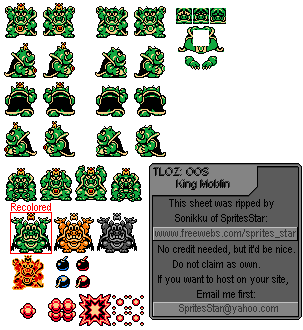 TLOZ: OOS
King Moblin
Recolored
This sheet was ripped by
Sonikku of SpritesStar:
www.freewebs.com/sprites_star
No credit needed, but it'd be nice.
Do not claim as own.
If you want to host on your site,
Email me first:
SpritesStar@yahoo.com